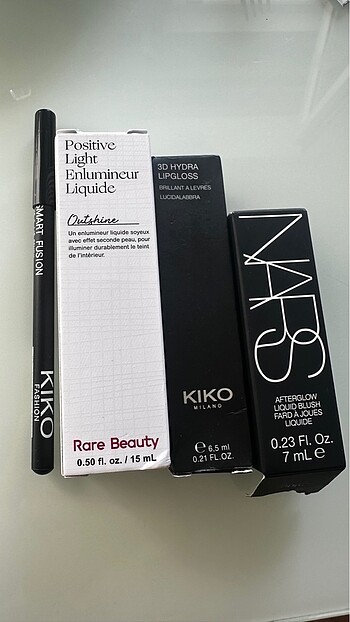 SMART FUSION
KIKO
FASHION
Positive
Light
Enlumineur
Liquide
Outshine
Un enlumineur liquide soyeux
avec effet seconde peau, pour
illuminer durablement le teint
de l'intérieur.
Rare Beauty
0.50 fl. oz. / 15 mL
3D HYDRA
LIPGLOSS
BRILLANT A LEVRES
LUCIDALABBRA
KIKO
MILANO
℮ 6,5 ml
0.21 FL.OZ.
NARS
AFTERGLOW
LIQUID BLUSH
FARD À JOUES
LIQUIDE
0.23 Fl. Oz.
7 mL ℮